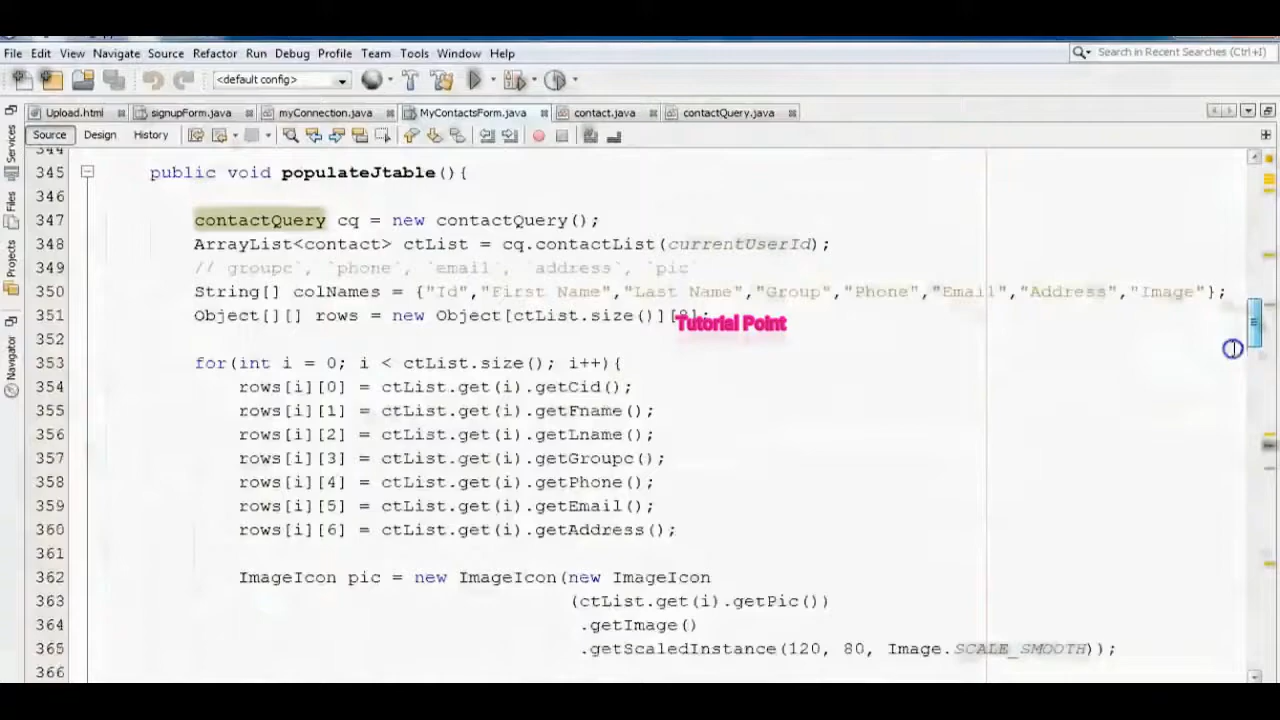 File Edit View Navigate Source Refactor Run Debug Profile Team Tools Window Help
Search in Recent Searches (Ctrl+I)
<default config>
Upload.html signupForm.java myConnection.java MyContactsForm.java contact.java contactQuery.java
Source Design History
Services
Files
Projects
Navigator
344
345 public void populateJtable(){
346
347 contactQuery cq = new contactQuery();
348 ArrayList<contact> ctList = cq.contactList(currentUserId);
349 // groupc`, `phone`, `email`, `address`, `pic`
350 String[] colNames = {"Id","First Name","Last Name","Group","Phone","Email","Address","Image"};
351 Object[][] rows = new Object[ctList.size()][8];
Tutorial Point
352
353 for(int i = 0; i < ctList.size(); i++){
354 rows[i][0] = ctList.get(i).getCid();
355 rows[i][1] = ctList.get(i).getFname();
356 rows[i][2] = ctList.get(i).getLname();
357 rows[i][3] = ctList.get(i).getGroupc();
358 rows[i][4] = ctList.get(i).getPhone();
359 rows[i][5] = ctList.get(i).getEmail();
360 rows[i][6] = ctList.get(i).getAddress();
361
362 ImageIcon pic = new ImageIcon(new ImageIcon
363 (ctList.get(i).getPic())
364 .getImage()
365 .getScaledInstance(120, 80, Image.SCALE_SMOOTH));
366